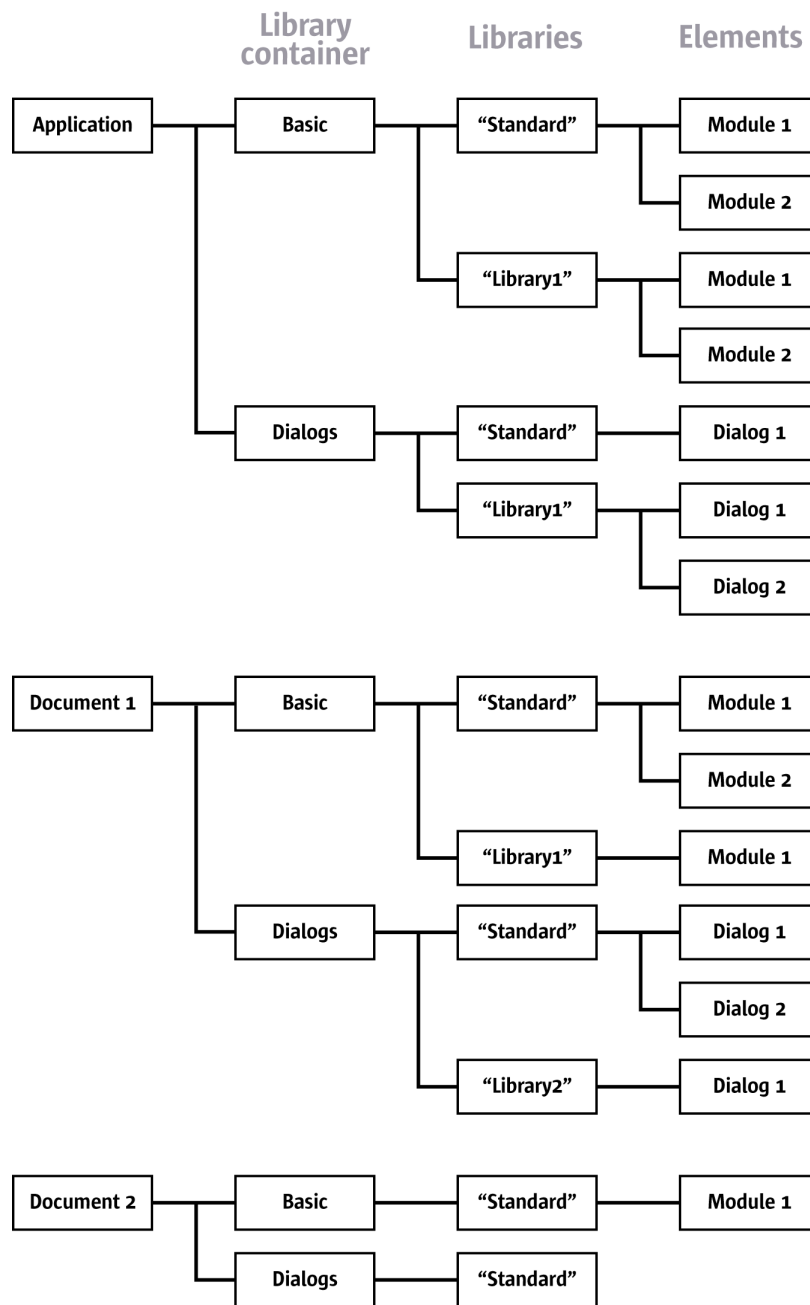 Library
container
Libraries
Elements
Application
Basic
“Standard”
Module 1
Module 2
“Library1”
Module 1
Module 2
Dialogs
“Standard”
Dialog 1
“Library1”
Dialog 1
Dialog 2
Document 1
Basic
“Standard”
Module 1
Module 2
“Library1”
Module 1
Dialogs
“Standard”
Dialog 1
Dialog 2
“Library2”
Dialog 1
Document 2
Basic
“Standard”
Module 1
Dialogs
“Standard”